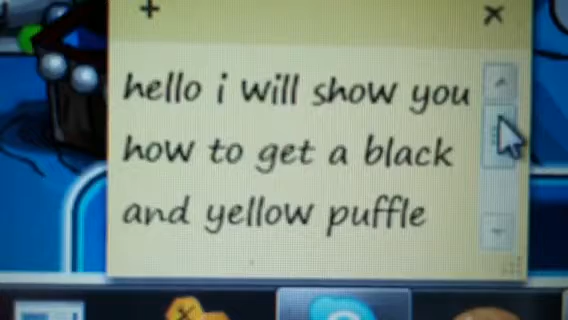 hello i will show you
how to get a black
and yellow puffle